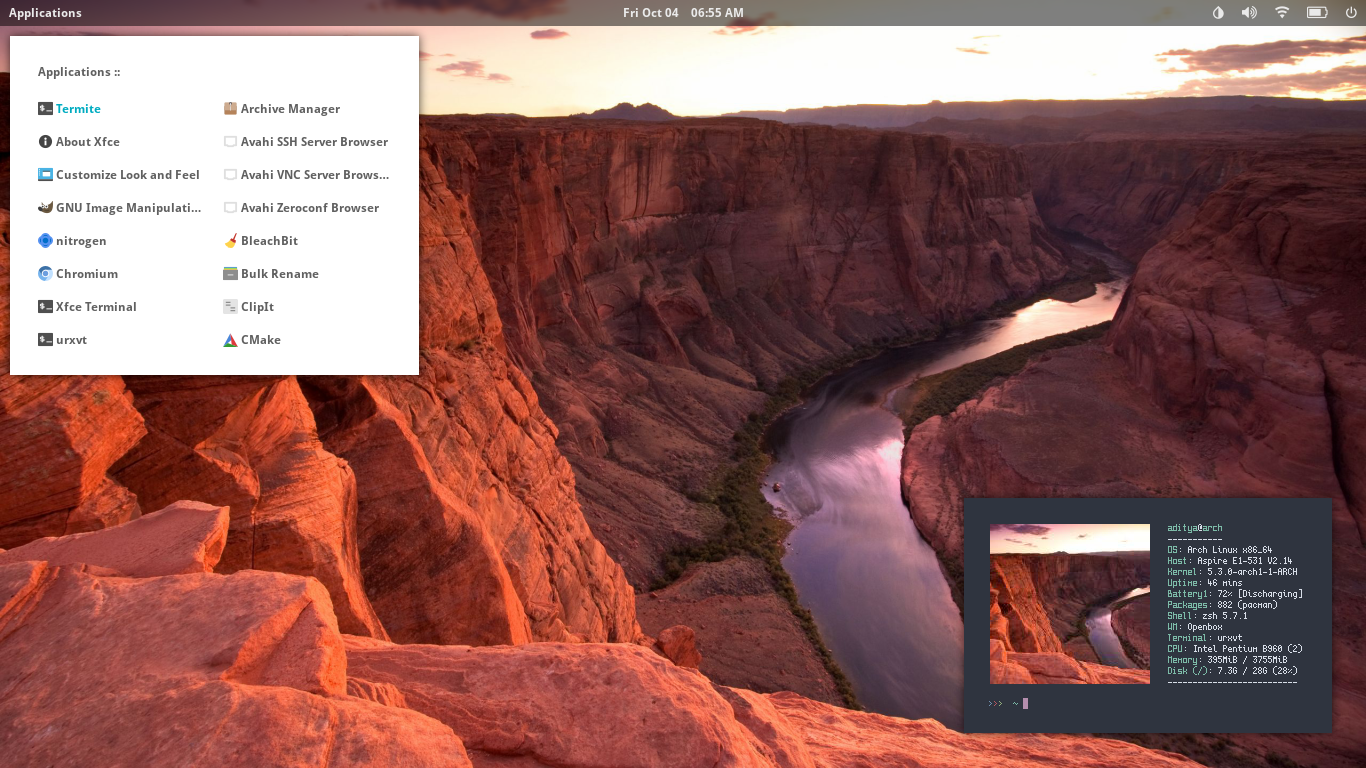 Applications
Fri Oct 04 06:55 AM
Applications ::
Termite
Archive Manager
About Xfce
Avahi SSH Server Browser
Customize Look and Feel
Avahi VNC Server Brows...
GNU Image Manipulati...
Avahi Zeroconf Browser
nitrogen
BleachBit
Chromium
Bulk Rename
Xfce Terminal
ClipIt
urxvt
CMake
aditya@arch
-----------
OS: Arch Linux x86_64
Host: Aspire E1-531 V2.14
Kernel: 5.3.0-arch1-1-ARCH
Uptime: 46 mins
Battery1: 72% [Discharging]
Packages: 882 (pacman)
Shell: zsh 5.7.1
WM: Openbox
Terminal: urxvt
CPU: Intel Pentium B960 (2)
Memory: 395MiB / 3755MiB
Disk (/): 7.3G / 28G (28%)
--------------------------
>>> ~